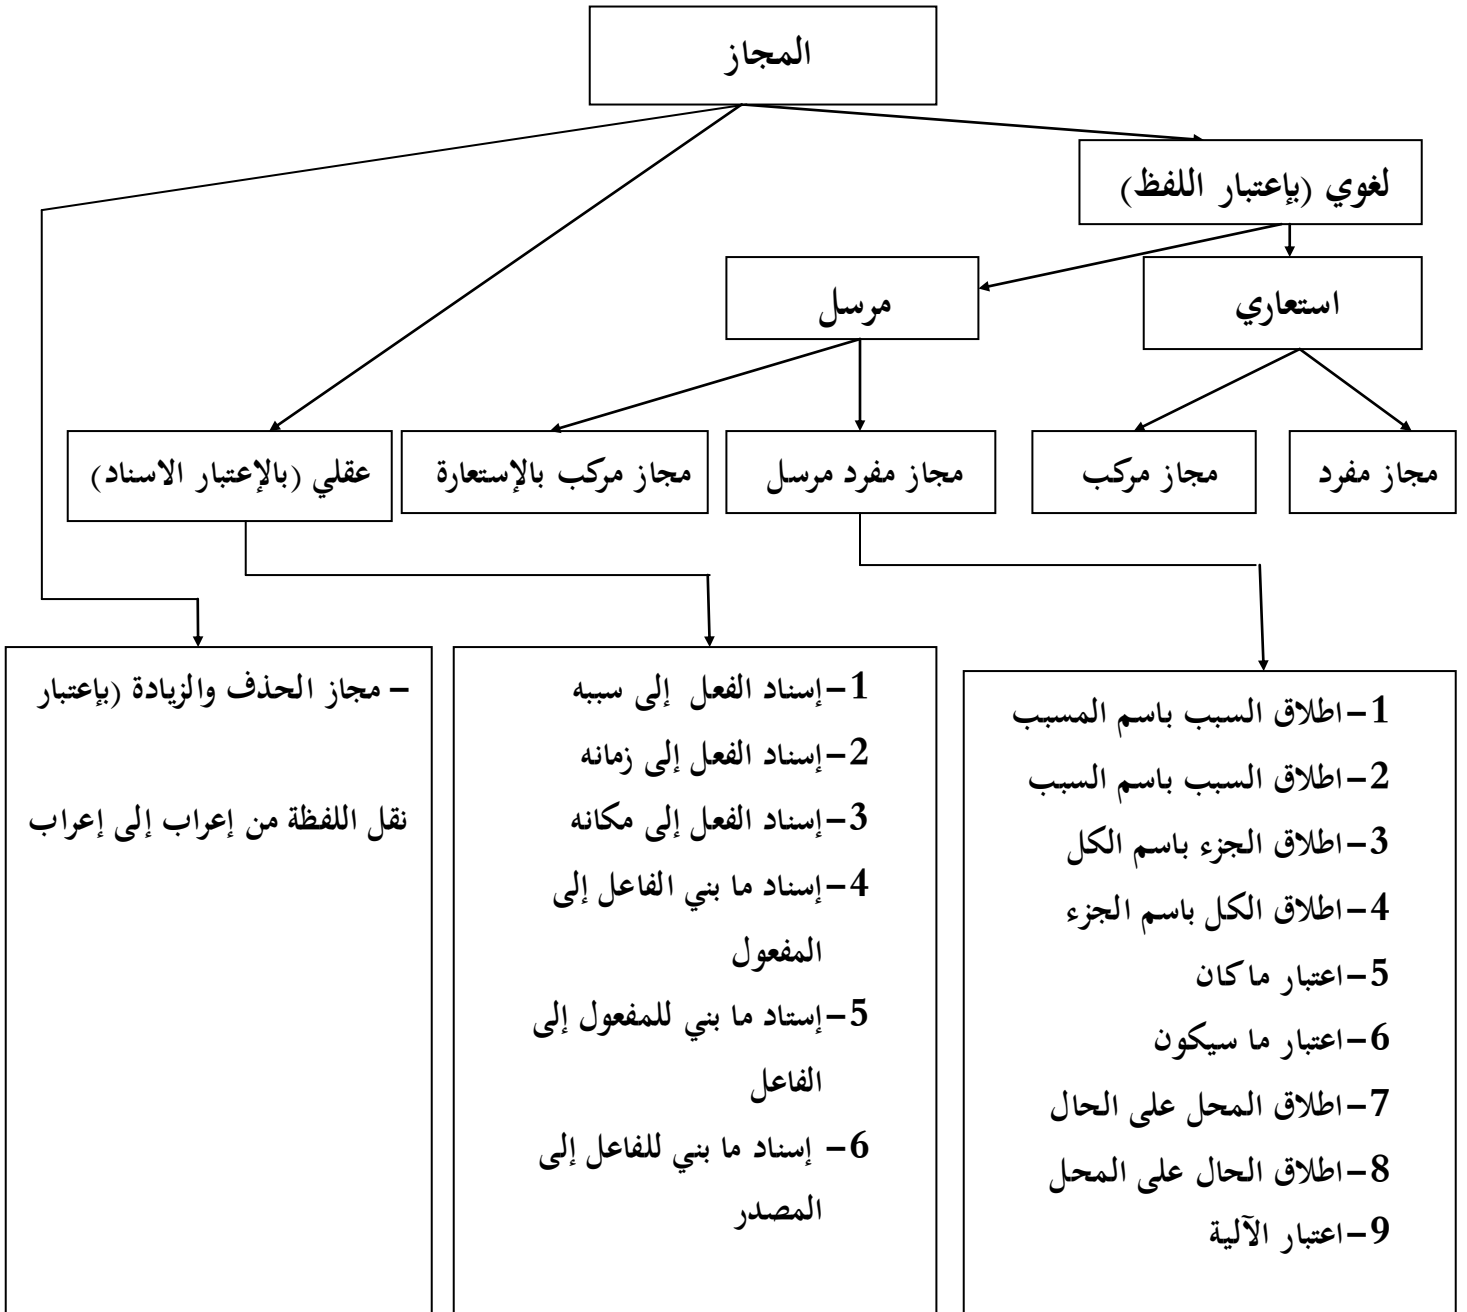 المجاز
لغوي (بإعتبار اللفظ)
استعاري
مرسل
مجاز مفرد
مجاز مركب
مجاز مفرد مرسل
مجاز مركب بالإستعارة
عقلي (بالإعتبار الاسناد)
1-اطلاق السبب باسم المسبب
2-اطلاق السبب باسم السبب
3-اطلاق الجزء باسم الكل
4-اطلاق الكل باسم الجزء
5-اعتبار ماكان
6-اعتبار ما سيكون
7-اطلاق المحل على الحال
8-اطلاق الحال على المحل
9-اعتبار الآلية
1-إسناد الفعل إلى سببه
2-إسناد الفعل إلى زمانه
3-إسناد الفعل إلى مكانه
4-إسناد ما بني الفاعل إلى
المفعول
5-إستاد ما بني للمفعول إلى
الفاعل
6- إسناد ما بني للفاعل إلى
المصدر
- مجاز الحذف والزيادة (بإعتبار
نقل اللفظة من إعراب إلى إعراب